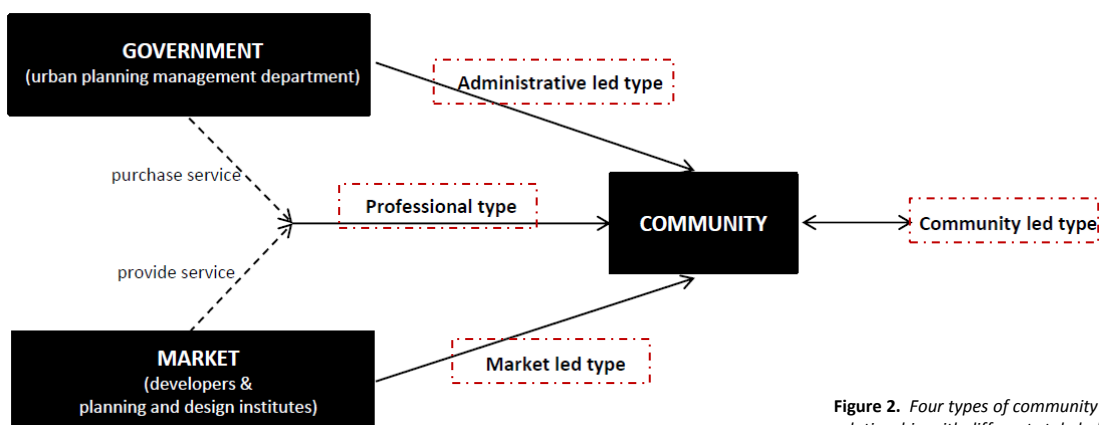 GOVERNMENT
(urban planning management department)
Administrative led type
purchase service
Professional type
COMMUNITY
Community led type
provide service
MARKET
(developers &
planning and design institutes)
Market led type
Figure 2. Four types of community